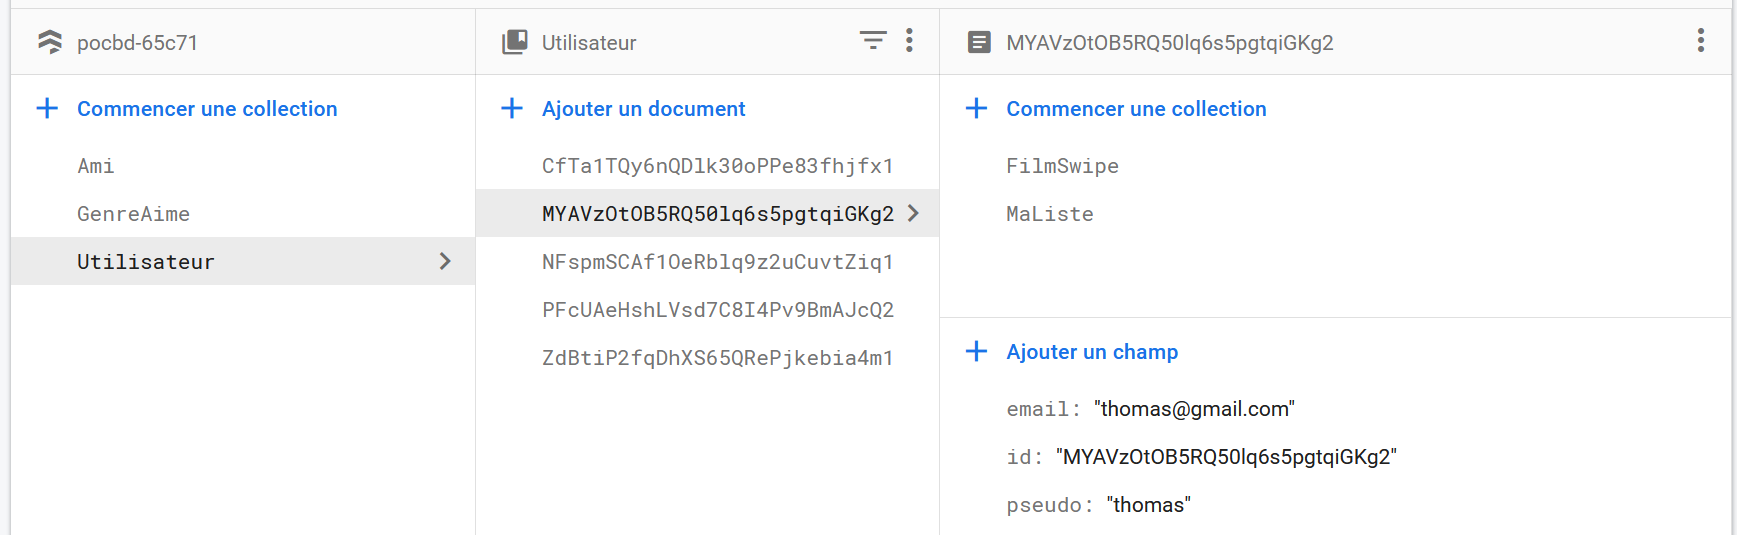 pocbd-65c71
Commencer une collection
Ami
GenreAime
Utilisateur
Utilisateur
Ajouter un document
CfTa1TQy6nQDlk30oPPe83fhjfx1
MYAVzOtOB5RQ50lq6s5pgtqiGKg2
NFspmSCAf1OeRblq9z2uCuvtZiq1
PFcUAeHshLVsd7C8I4Pv9BmAJcQ2
ZdBtiP2fqDhXS65QRePjkebia4m1
MYAVzOtOB5RQ50lq6s5pgtqiGKg2
Commencer une collection
FilmSwipe
MaListe
Ajouter un champ
email: "thomas@gmail.com"
id: "MYAVzOtOB5RQ50lq6s5pgtqiGKg2"
pseudo: "thomas"